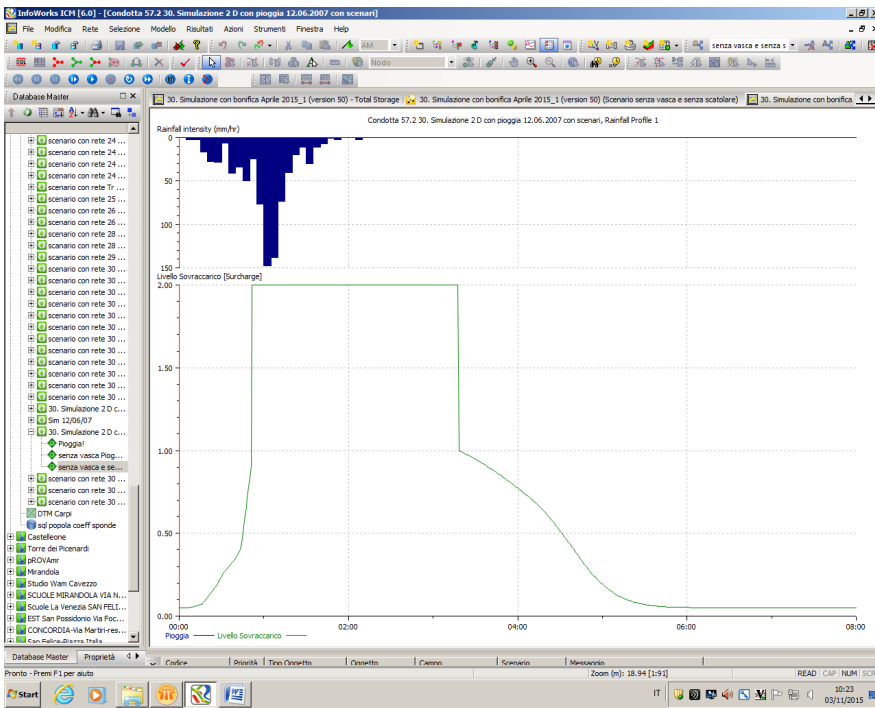 InfoWorks ICM [6.0] - [Condotta 57.2 30. Simulazione 2 D con pioggia 12.06.2007 con scenari]
File Modifica Rete Selezione Modello Risultati Azioni Strumenti Finestra Help
AM
senza vasca e senza s
SQL
Nodo
Database Master
30. Simulazione con bonifica Aprile 2015_1 (version 50) - Total Storage
30. Simulazione con bonifica Aprile 2015_1 (version 50) (Scenario senza vasca e senza scatolare)
30. Simulazione con bonifica
scenario con rete 24 ...
scenario con rete 24 ...
scenario con rete 24 ...
scenario con rete 24 ...
scenario con rete Tr ...
scenario con rete 25 ...
scenario con rete 26 ...
scenario con rete 26 ...
scenario con rete 28 ...
scenario con rete 28 ...
scenario con rete 29 ...
scenario con rete 30 ...
scanario con rete 30 ...
scenario con rete 30 ...
scenario con rete 30 ...
scenario con rete 30 ...
scenario con rete 30 ...
scenario con rete 30 ...
scenario con rete 30 ...
scanario con rete 30 ...
scenario con rete 30 ...
scenario con rete 30 ...
scenario con rete 30 ...
30. Simulazione 2 D c...
Sim 12/06/07
30. Simulazione 2 D c...
Pioggia!
senza vasca Piog...
senza vasca e se...
scenario con rete 30 ...
scenario con rete 30 ...
scenario con rete 30 ...
DTM Carpi
sql popola coeff sponde
Castelleone
Torre dei Picenardi
pROVAmr
Mirandola
Studio Wam Cavezzo
SCUOLE MIRANDOLA VIA N...
Scuole La Venezia SAN FELI...
EST San Possidonio Via Foc...
CONCORDIA-Via Martiri-res...
San Felice-Piazza Italia
Database Master Proprietà
Condotta 57.2 30. Simulazione 2 D con pioggia 12.06.2007 con scenari, Rainfall Profile 1
Rainfall intensity (mm/hr)
0
50
100
150
Livello Sovraccarico [Surcharge]
2.00
1.50
1.00
0.50
0.00
00:00 02:00 04:00 06:00 08:00
Pioggia Livello Sovraccarico
Codice Priorità Tipo Oggetto Oggetto Campo Scenario Messaggio
Pronto - Premi F1 per aiuto
Zoom (m): 18.94 [1:91]
READ CAP NUM SCR
Start
IT
10:23
03/11/2015